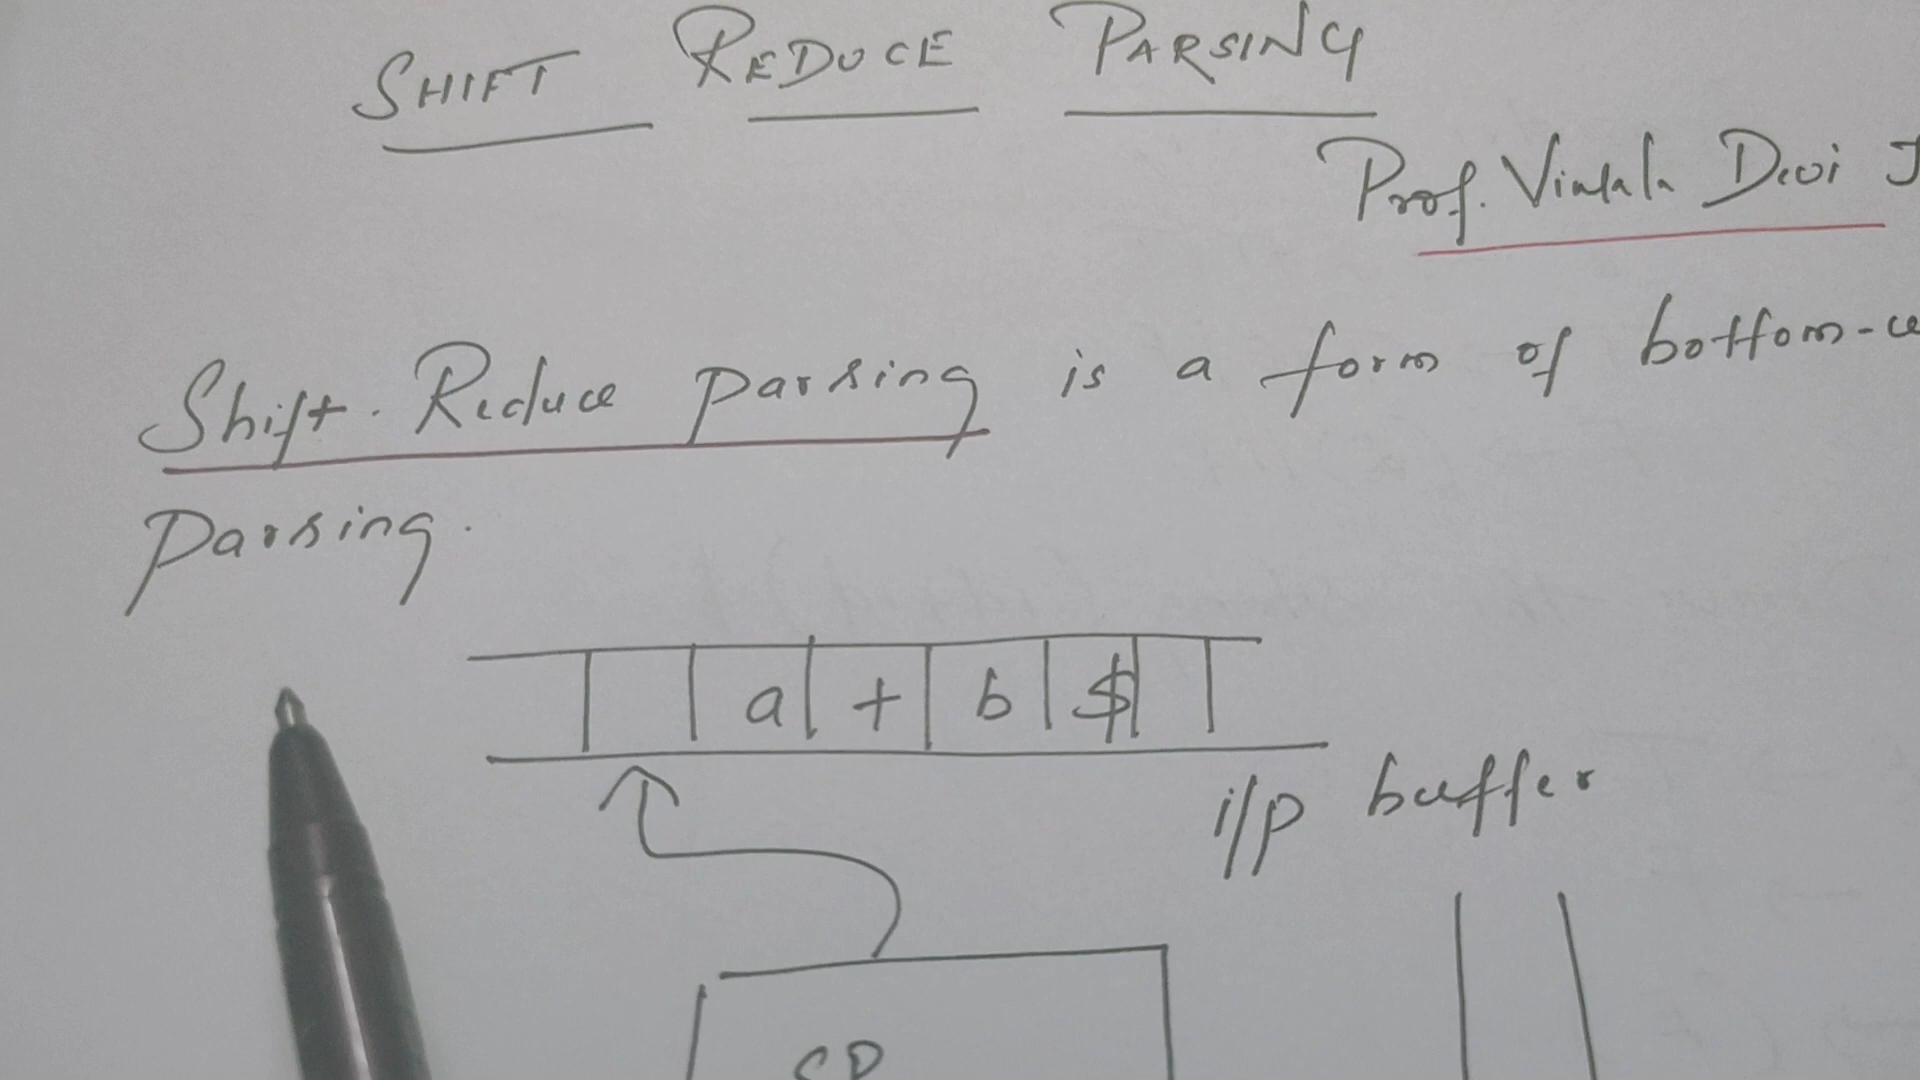 SHIFT REDUCE PARSING
Prof. Vimala Devi J
Shift-Reduce parsing is a form of bottom-u
parsing.
a + b $
i/p buffer